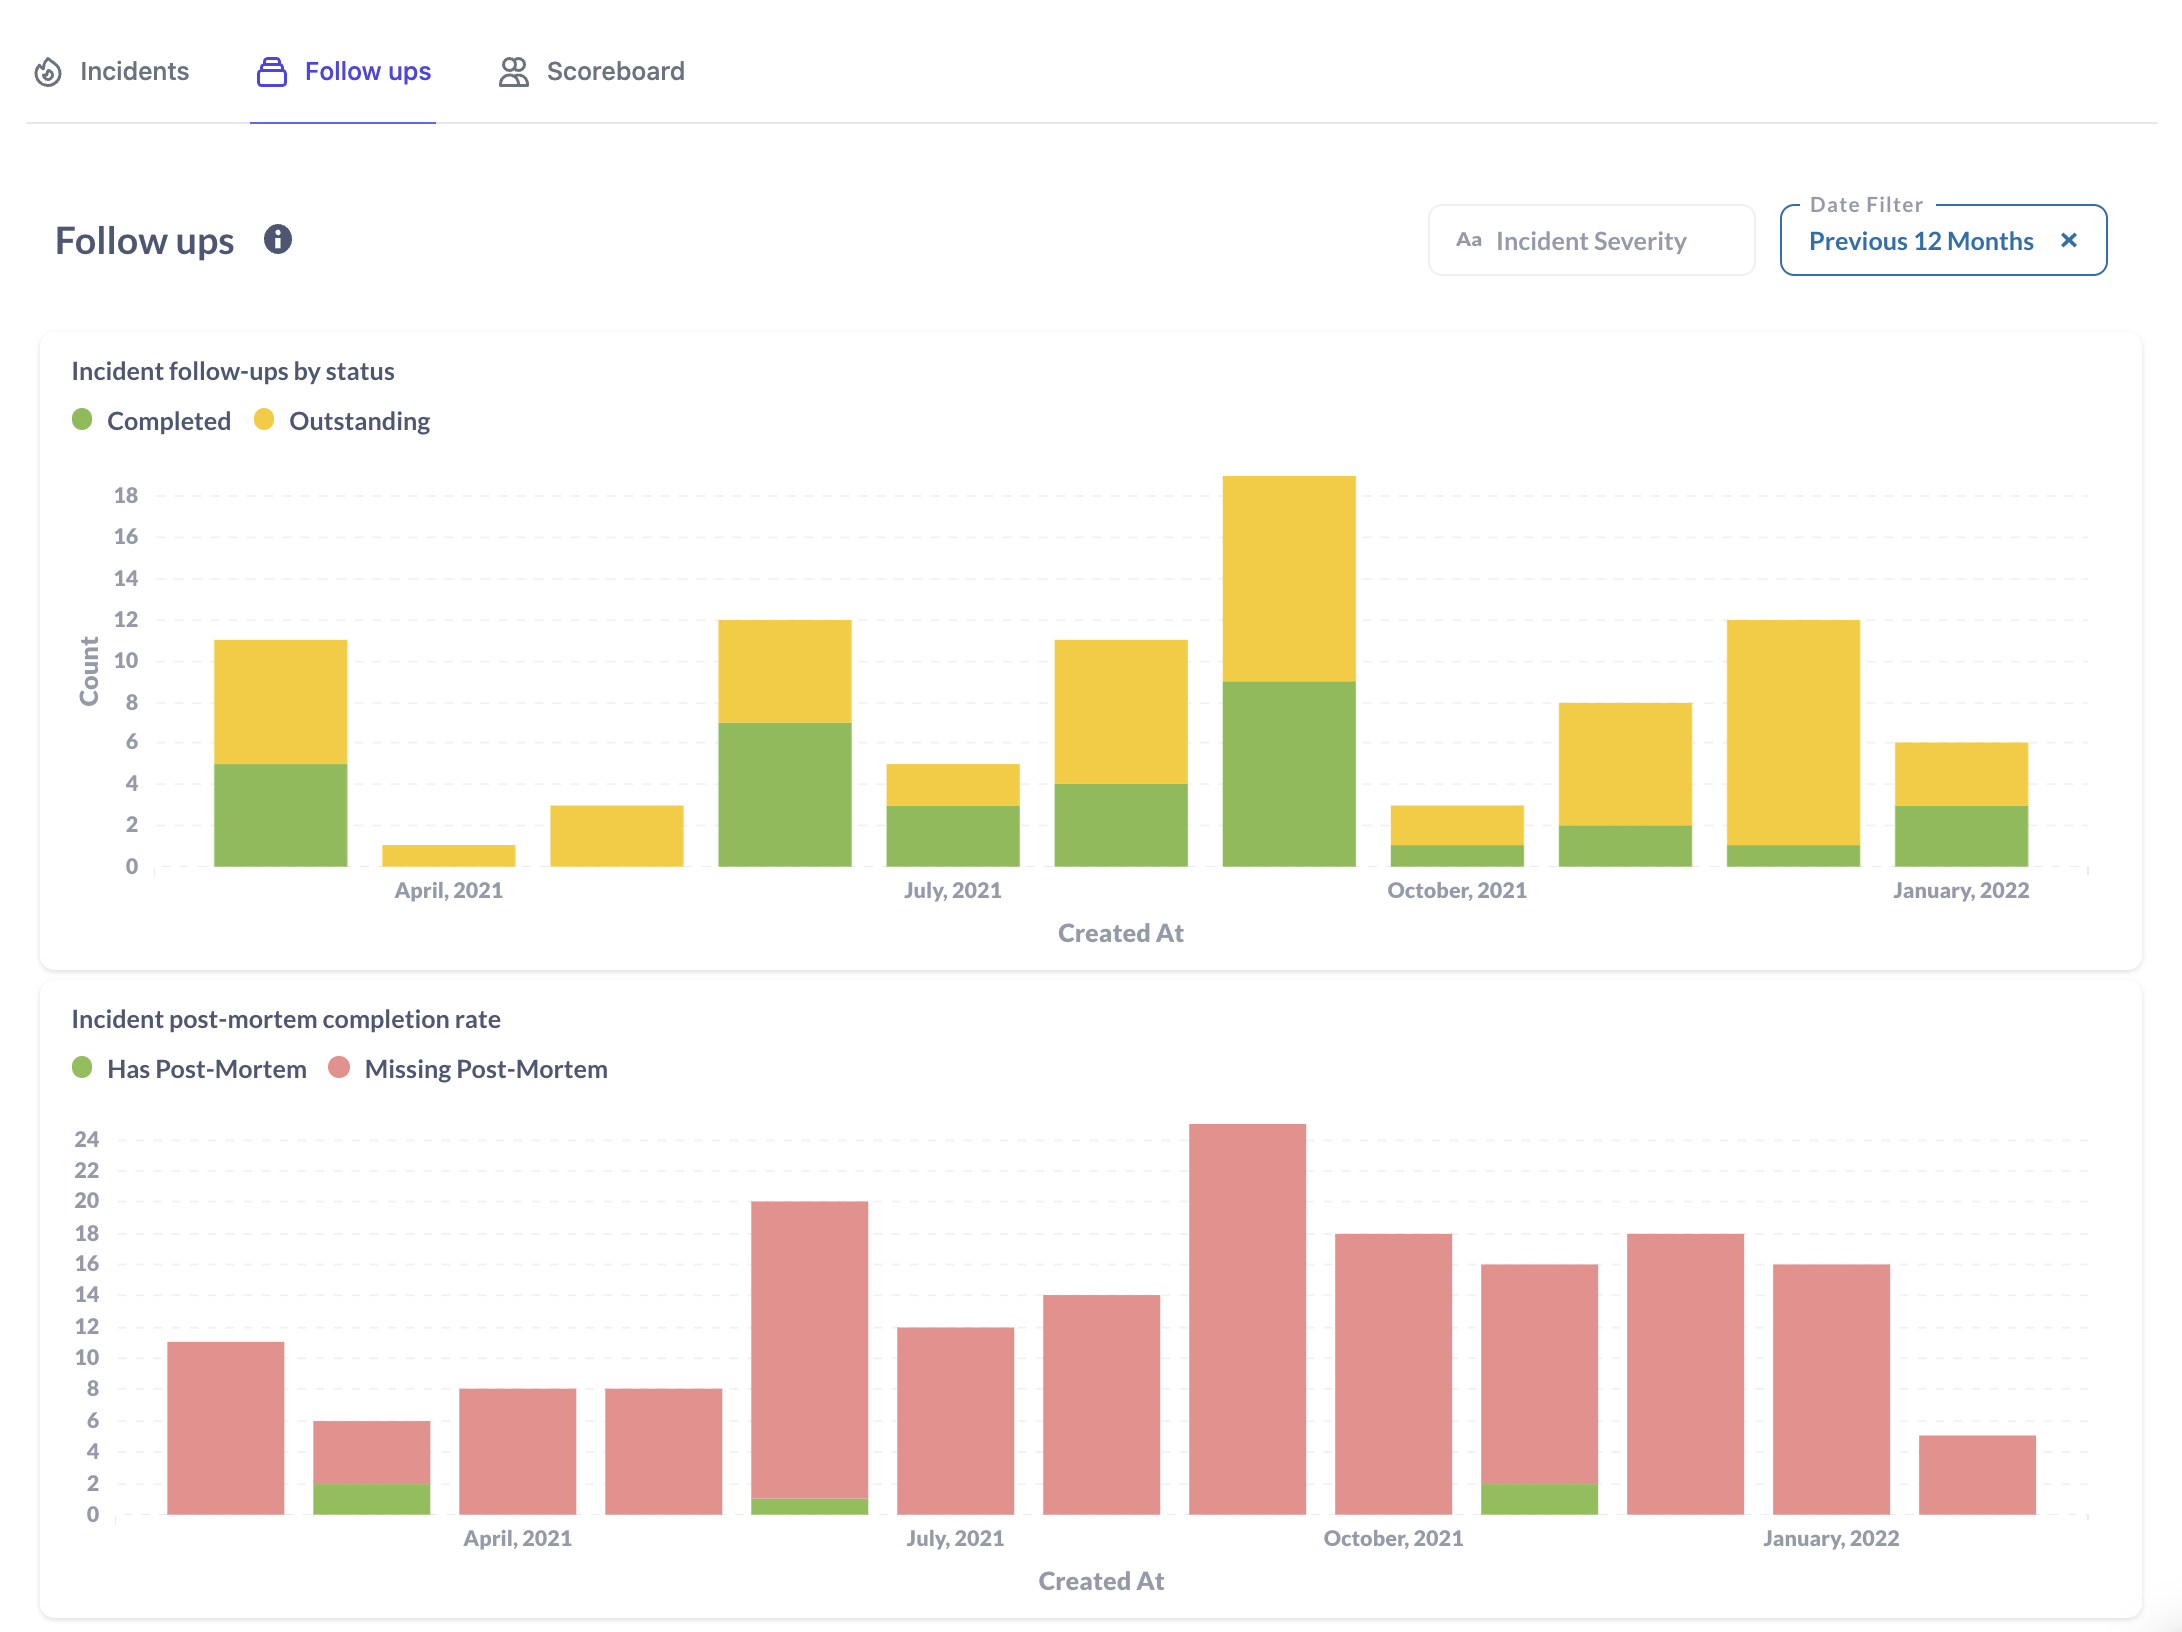 Incidents Follow ups Scoreboard
Follow ups
Date Filter
Aa Incident Severity Previous 12 Months
Incident follow-ups by status
Completed Outstanding
18
16
14
12
10
8
6
4
2
0
Count
April, 2021 July, 2021 October, 2021 January, 2022
Created At
Incident post-mortem completion rate
Has Post-Mortem Missing Post-Mortem
24
22
20
18
16
14
12
10
8
6
4
2
0
April, 2021 July, 2021 October, 2021 January, 2022
Created At